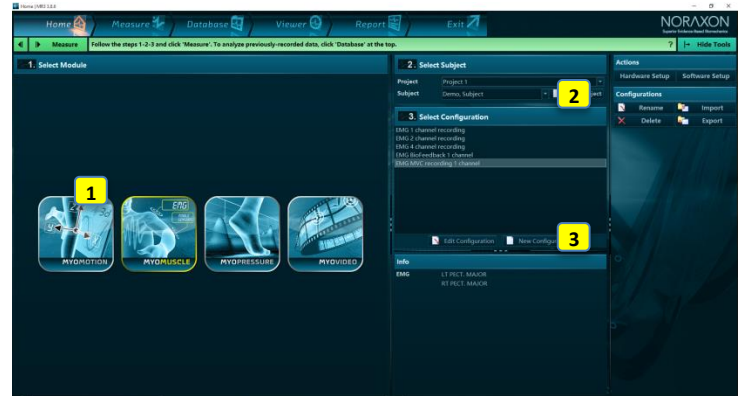 Home | MR3 3.8.6
Home Measure Database Viewer Report Exit
NORAXON
Measure Follow the steps 1-2-3 and click 'Measure'. To analyze previously-recorded data, click 'Database' at the top. ? Hide Tools
1. Select Module
2. Select Subject
Project Project 1
Subject Demo, Subject
2
3. Select Configuration
EMG 1 channel recording
EMG 2 channel recording
EMG 4 channel recording
EMG BioFeedback 1 channel
EMG MVC recording 1 channel
Edit Configuration New
3
Info
EMG LT PECT. MAJOR
RT PECT. MAJOR
Actions
Hardware Setup Software Setup
Configurations
Rename Import
Delete Export
1
EMG
MYOMOTION MYOMUSCLE MYOPRESSURE MYOVIDEO